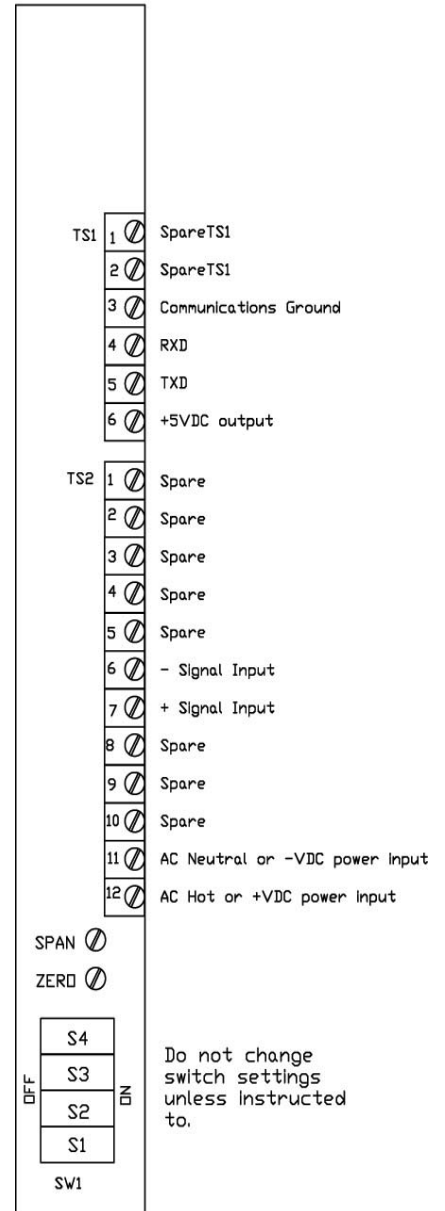 TS1 1 SpareTS1
2 SpareTS1
3 Communications Ground
4 RXD
5 TXD
6 +5VDC output
TS2 1 Spare
2 Spare
3 Spare
4 Spare
5 Spare
6 - Signal Input
7 + Signal Input
8 Spare
9 Spare
10 Spare
11 AC Neutral or -VDC power input
12 AC Hot or +VDC power input
SPAN
ZERO
OFF
S4
S3
S2
S1
ON
SW1
Do not change
switch settings
unless instructed
to.